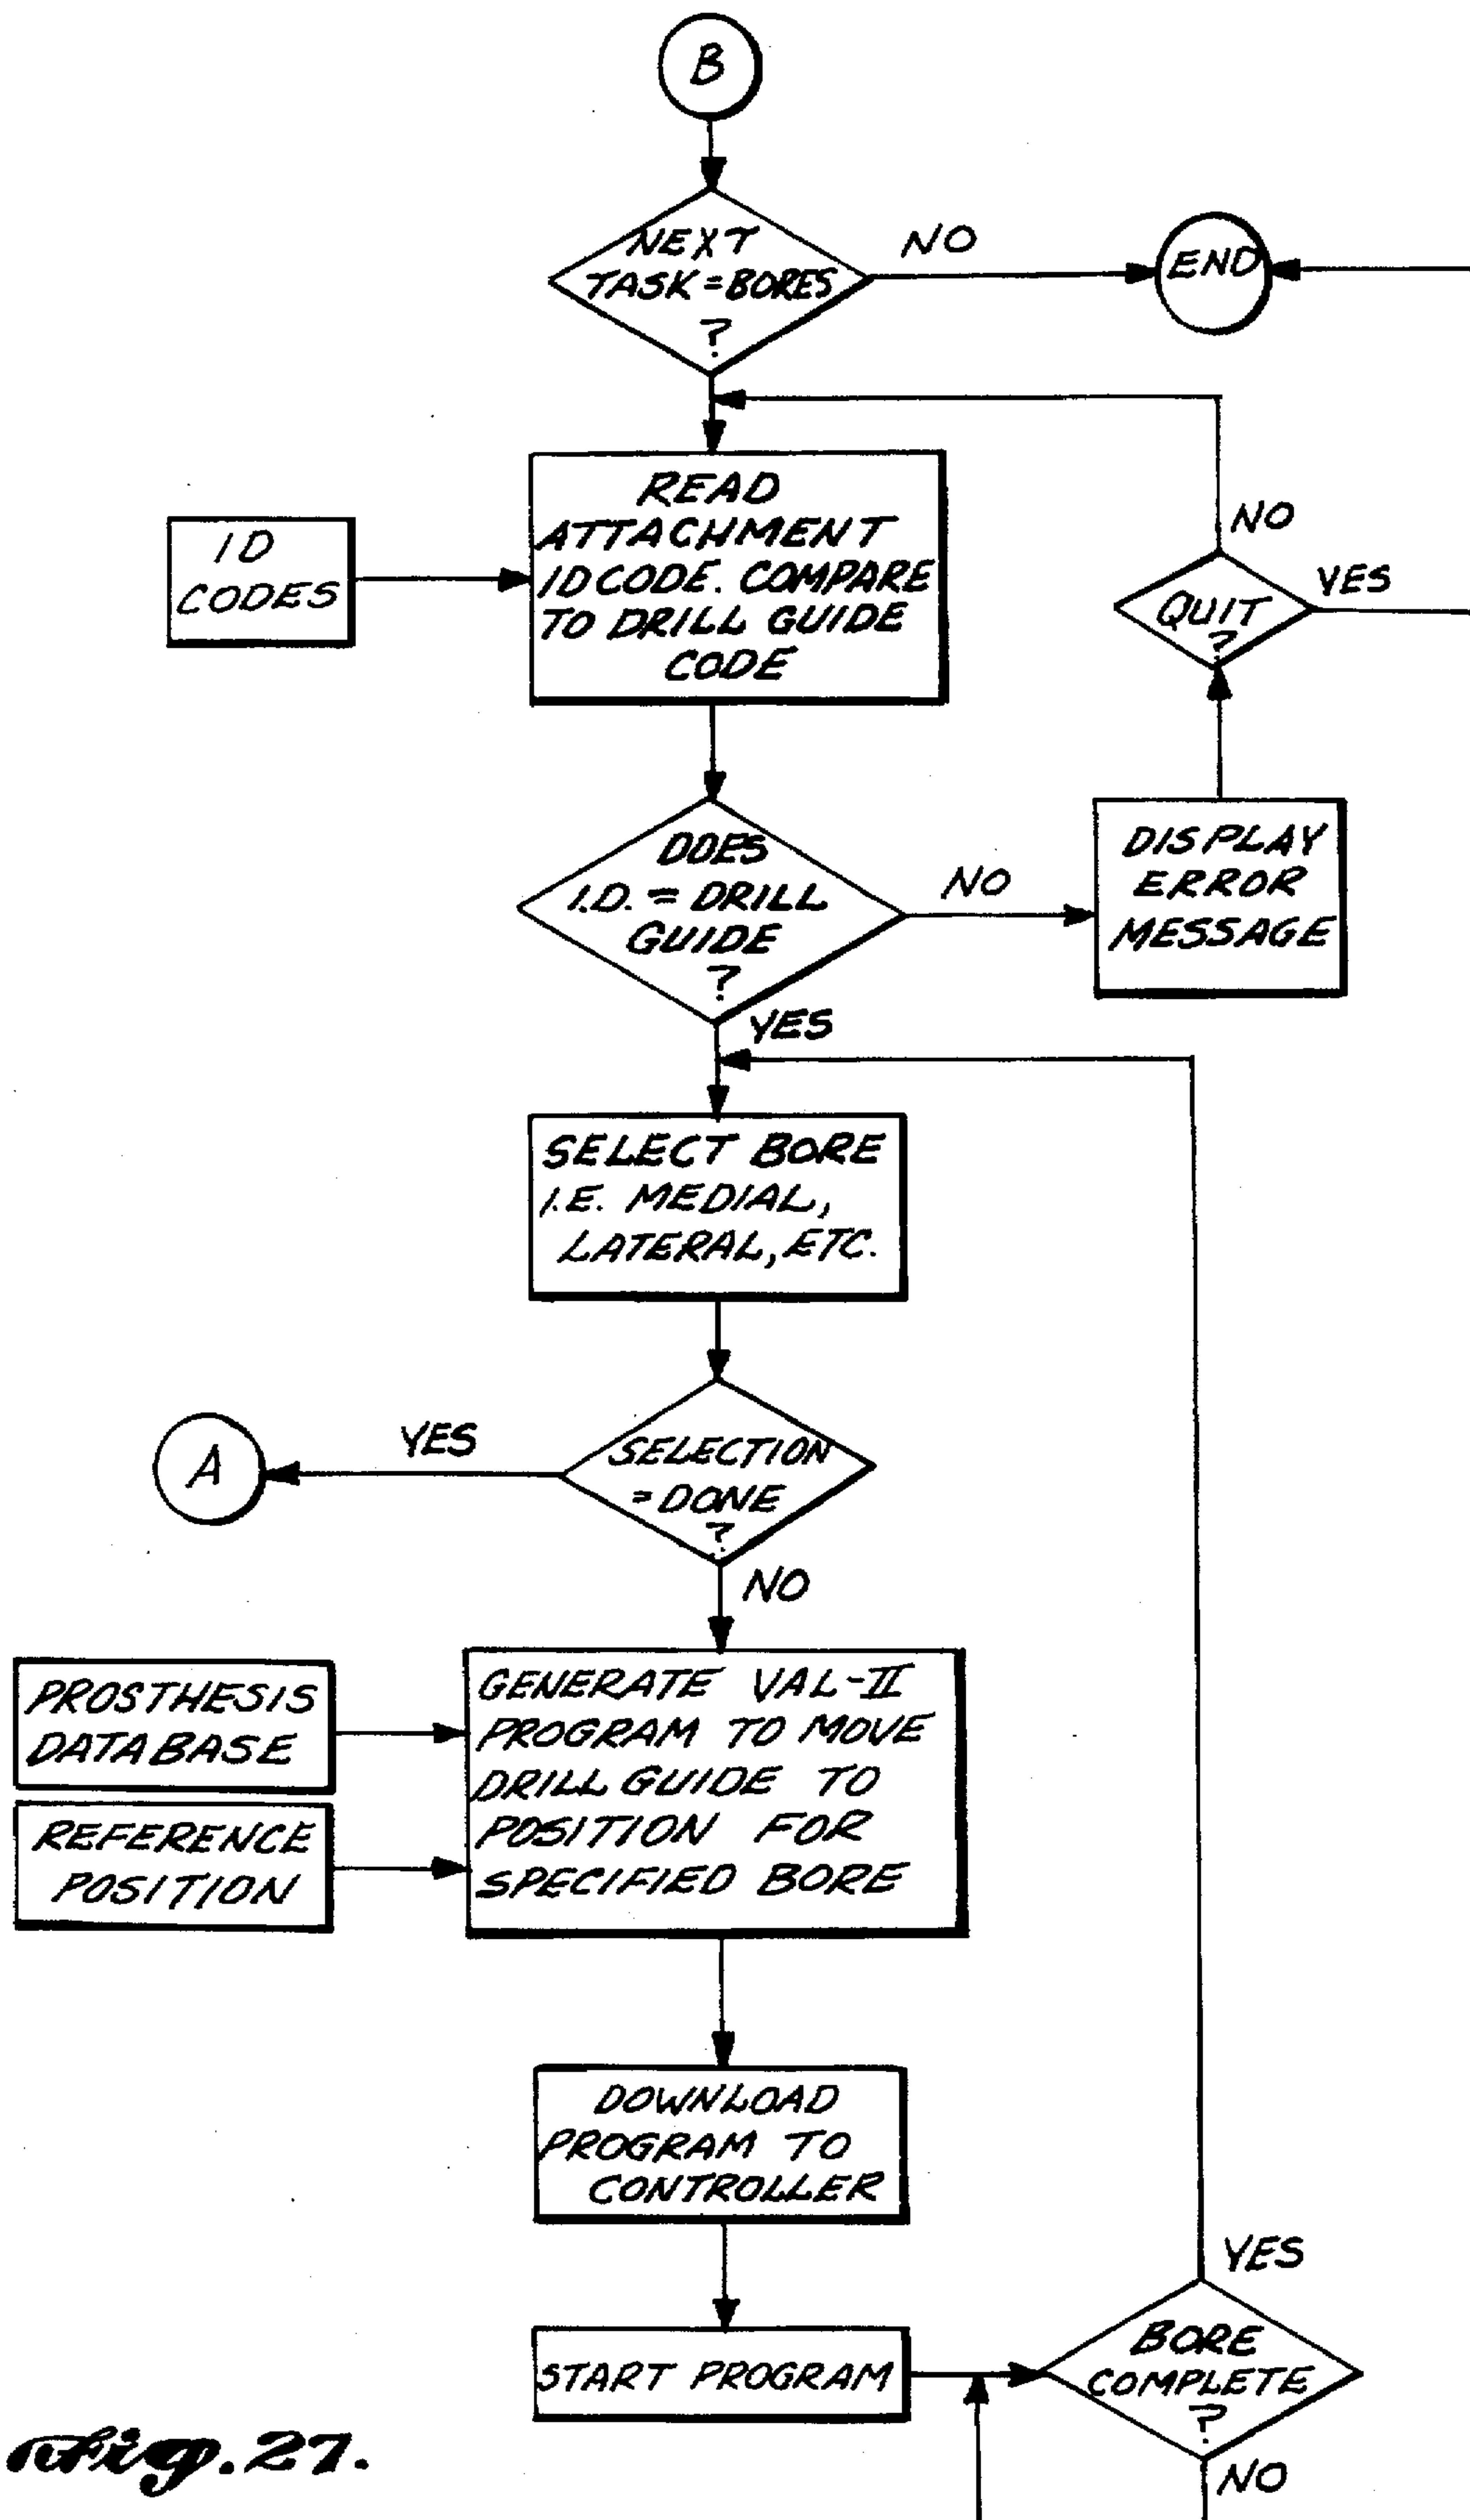 B
NEXT
TASK=BORES
?
NO
END
READ
ATTACHMENT
ID CODE. COMPARE
TO DRILL GUIDE
CODE
ID
CODES
NO
QUIT
?
YES
DOES
I.D. = DRILL
GUIDE
?
NO
DISPLAY
ERROR
MESSAGE
YES
SELECT BORE
I.E. MEDIAL,
LATERAL, ETC.
A
YES
SELECTION
=DONE
?
NO
PROSTHESIS
DATABASE
REFERENCE
POSITION
GENERATE VAL-II
PROGRAM TO MOVE
DRILL GUIDE TO
POSITION FOR
SPECIFIED BORE
DOWNLOAD
PROGRAM TO
CONTROLLER
YES
START PROGRAM
BORE
COMPLETE
?
NO
Fig. 27.